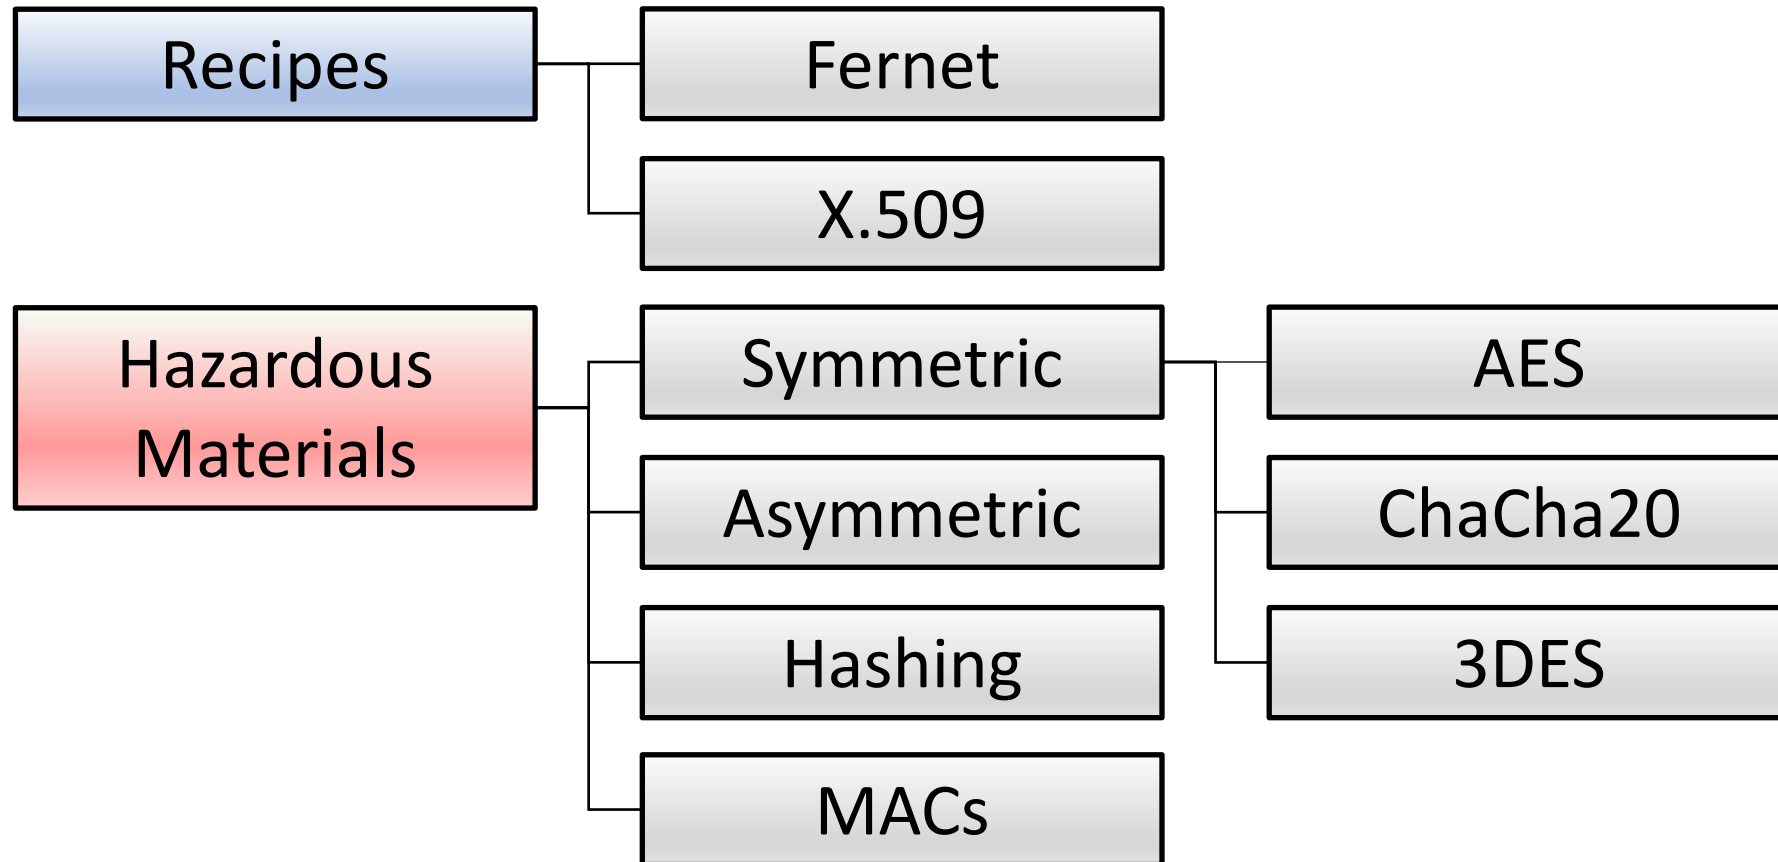 Recipes
Fernet
X.509
Hazardous
Materials
Symmetric
AES
Asymmetric
ChaCha20
Hashing
3DES
MACs